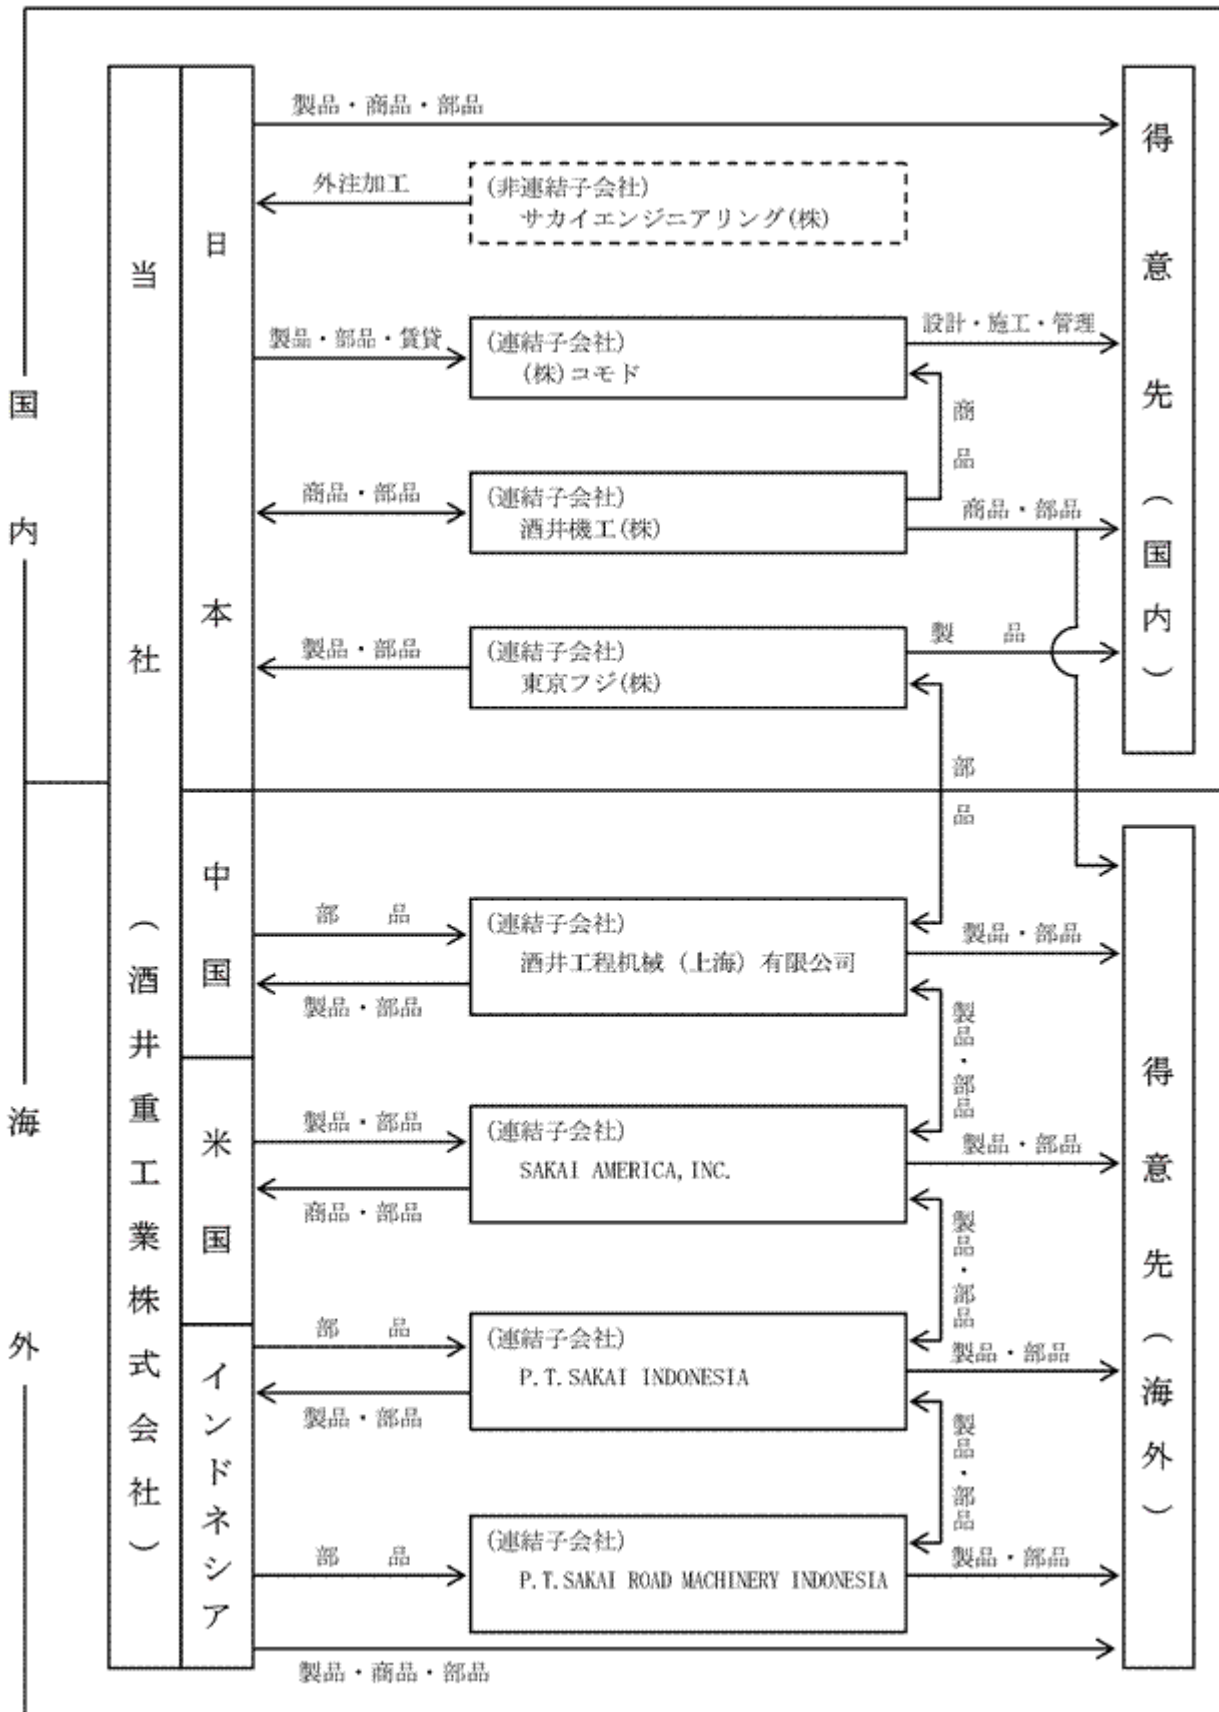 国内
海外
当社（酒井重工業株式会社）
日本
製品・商品・部品
得意先（国内）
外注加工
(非連結子会社)
サカイエンジニアリング(株)
製品・部品・賃貸
(連結子会社)
(株)コモド
設計・施工・管理
商品
商品・部品
(連結子会社)
酒井機工(株)
商品・部品
製品・部品
(連結子会社)
東京フジ(株)
製　品
部品
中国
部　品
製品・部品
(連結子会社)
酒井工程机械（上海）有限公司
製品・部品
製品・部品
得意先（海外）
米国
製品・部品
商品・部品
(連結子会社)
SAKAI AMERICA,INC.
製品・部品
製品・部品
インドネシア
部　品
製品・部品
(連結子会社)
P.T.SAKAI INDONESIA
製品・部品
製品・部品
部　品
(連結子会社)
P.T.SAKAI ROAD MACHINERY INDONESIA
製品・部品
製品・商品・部品